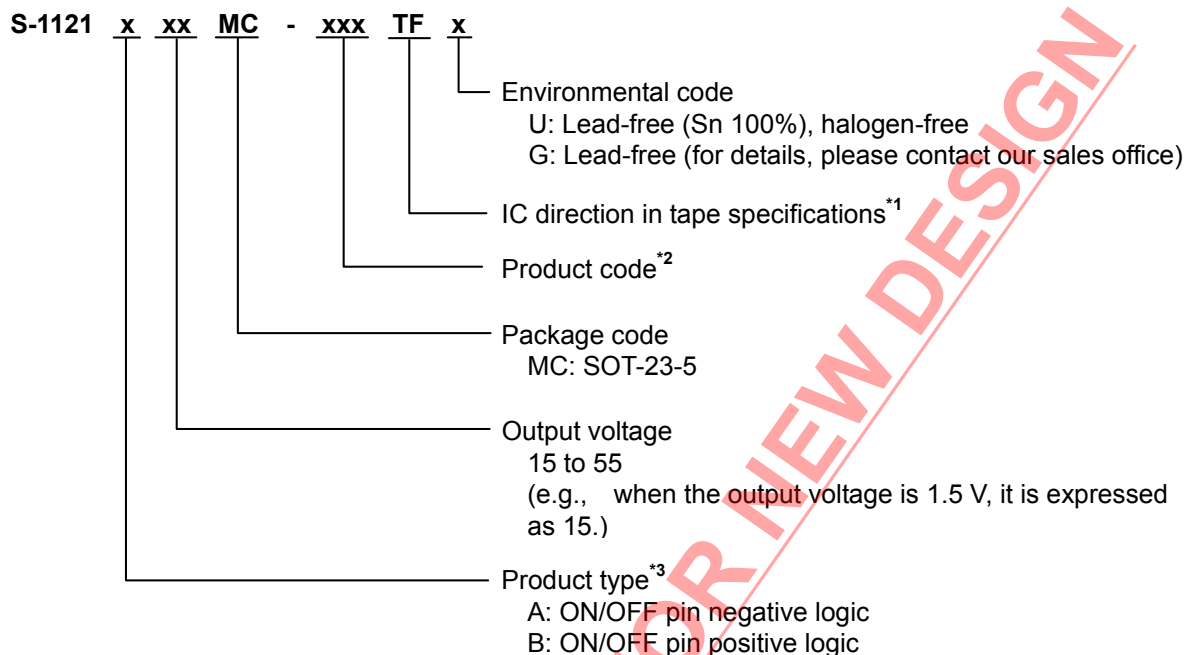 S-1121 x xx MC - xxx TF x
Environmental code
U: Lead-free (Sn 100%), halogen-free
G: Lead-free (for details, please contact our sales office)
IC direction in tape specifications*1
Product code*2
Package code
MC: SOT-23-5
Output voltage
15 to 55
(e.g., when the output voltage is 1.5 V, it is expressed
as 15.)
Product type*3
A: ON/OFF pin negative logic
B: ON/OFF pin positive logic
OR NEW DESIGN